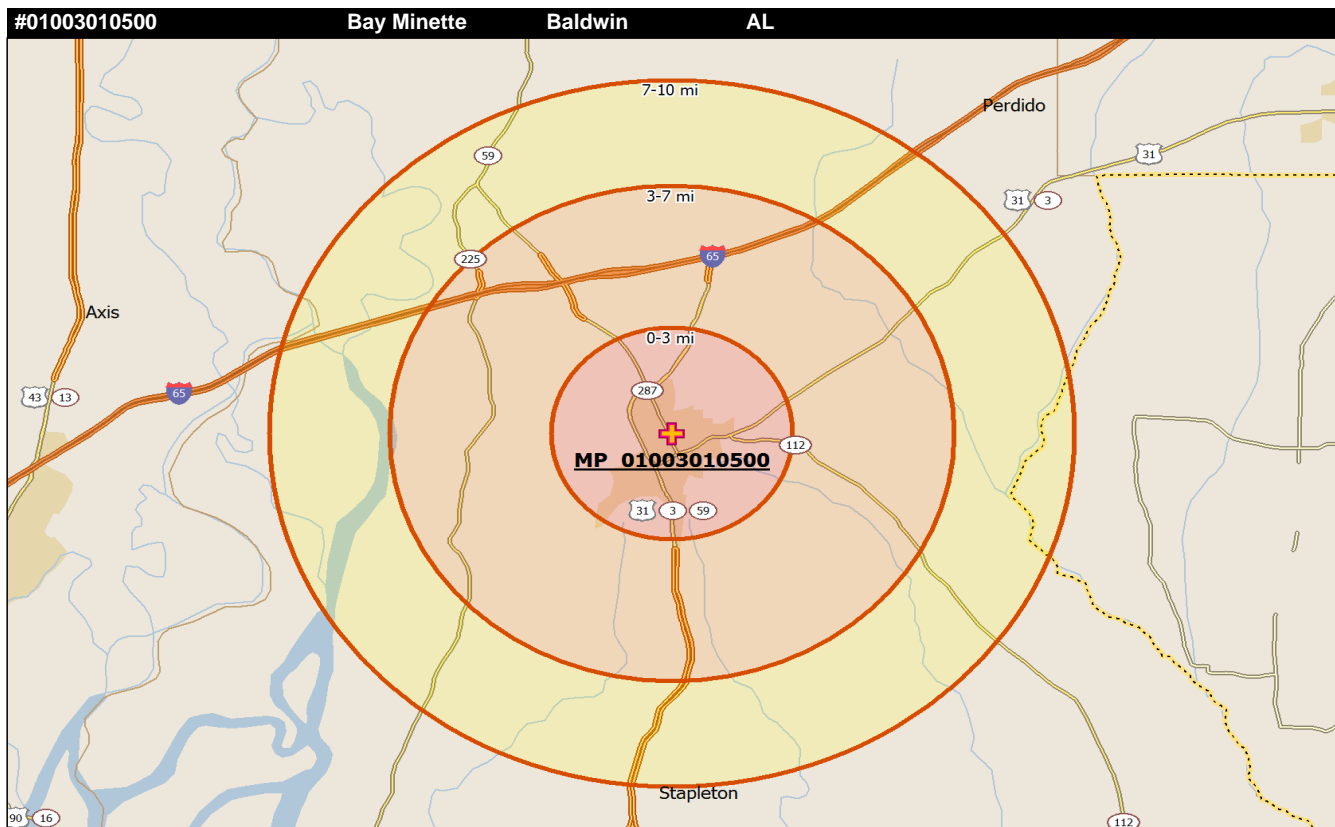 #01003010500 Bay Minette Baldwin AL
7-10 mi
Perdido
59
31
3-7 mi
31 3
225
65
Axis
0-3 mi
287
65
43 13
112
MP 01003010500
31 3 59
Stapleton
90 16
112